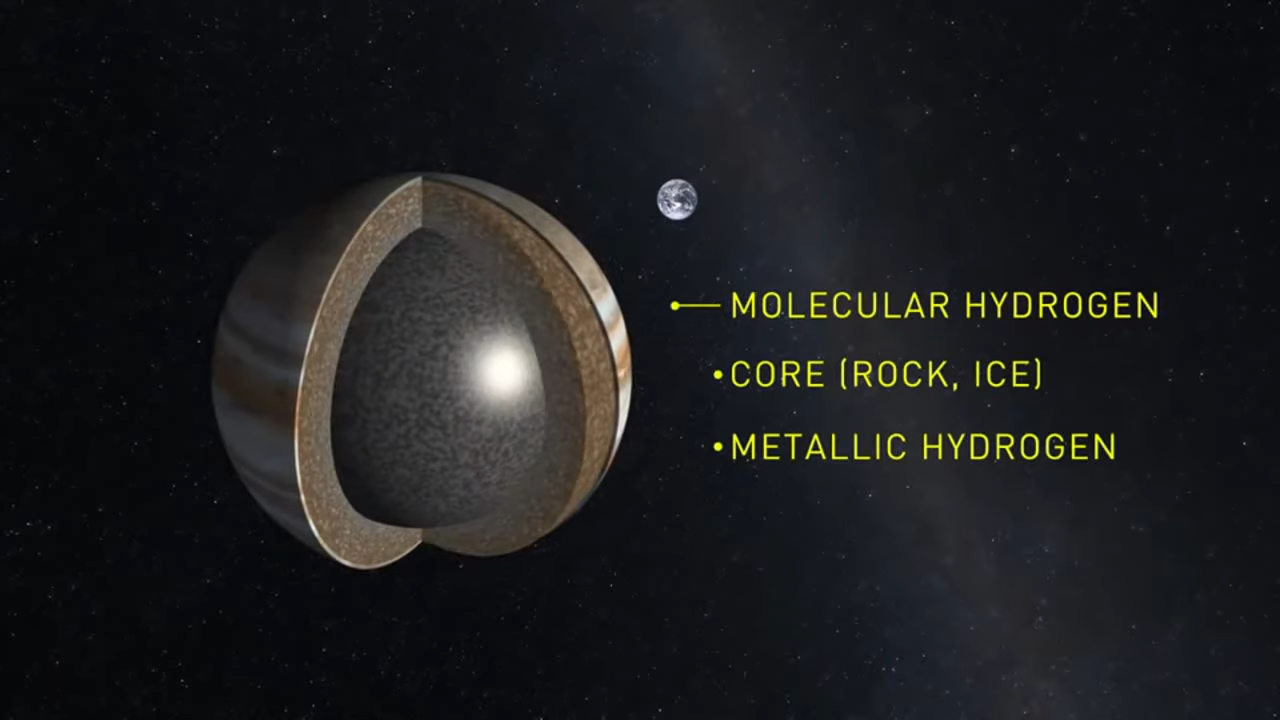 MOLECULAR HYDROGEN
CORE (ROCK, ICE)
METALLIC HYDROGEN